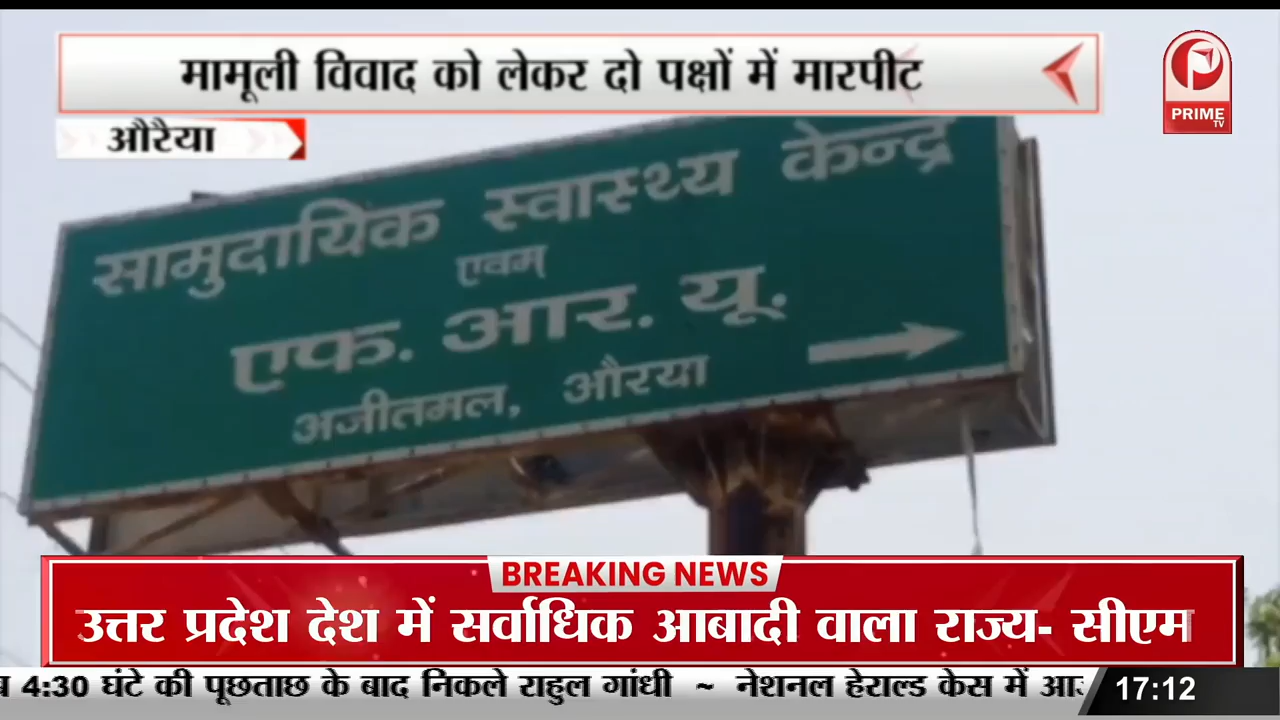 मामूली विवाद को लेकर दो पक्षों में मारपीट
PRIME
TV
औरैया
सामुदायिक स्वास्थ्य केन्द्र
एवम्
एफ. आर. यू.
अजीतमल, औरया
BREAKING NEWS
उत्तर प्रदेश देश में सर्वाधिक आबादी वाला राज्य- सीएम
4:30 घंटे की पूछताछ के बाद निकले राहुल गांधी ~ नेशनल हेराल्ड केस में
17:12